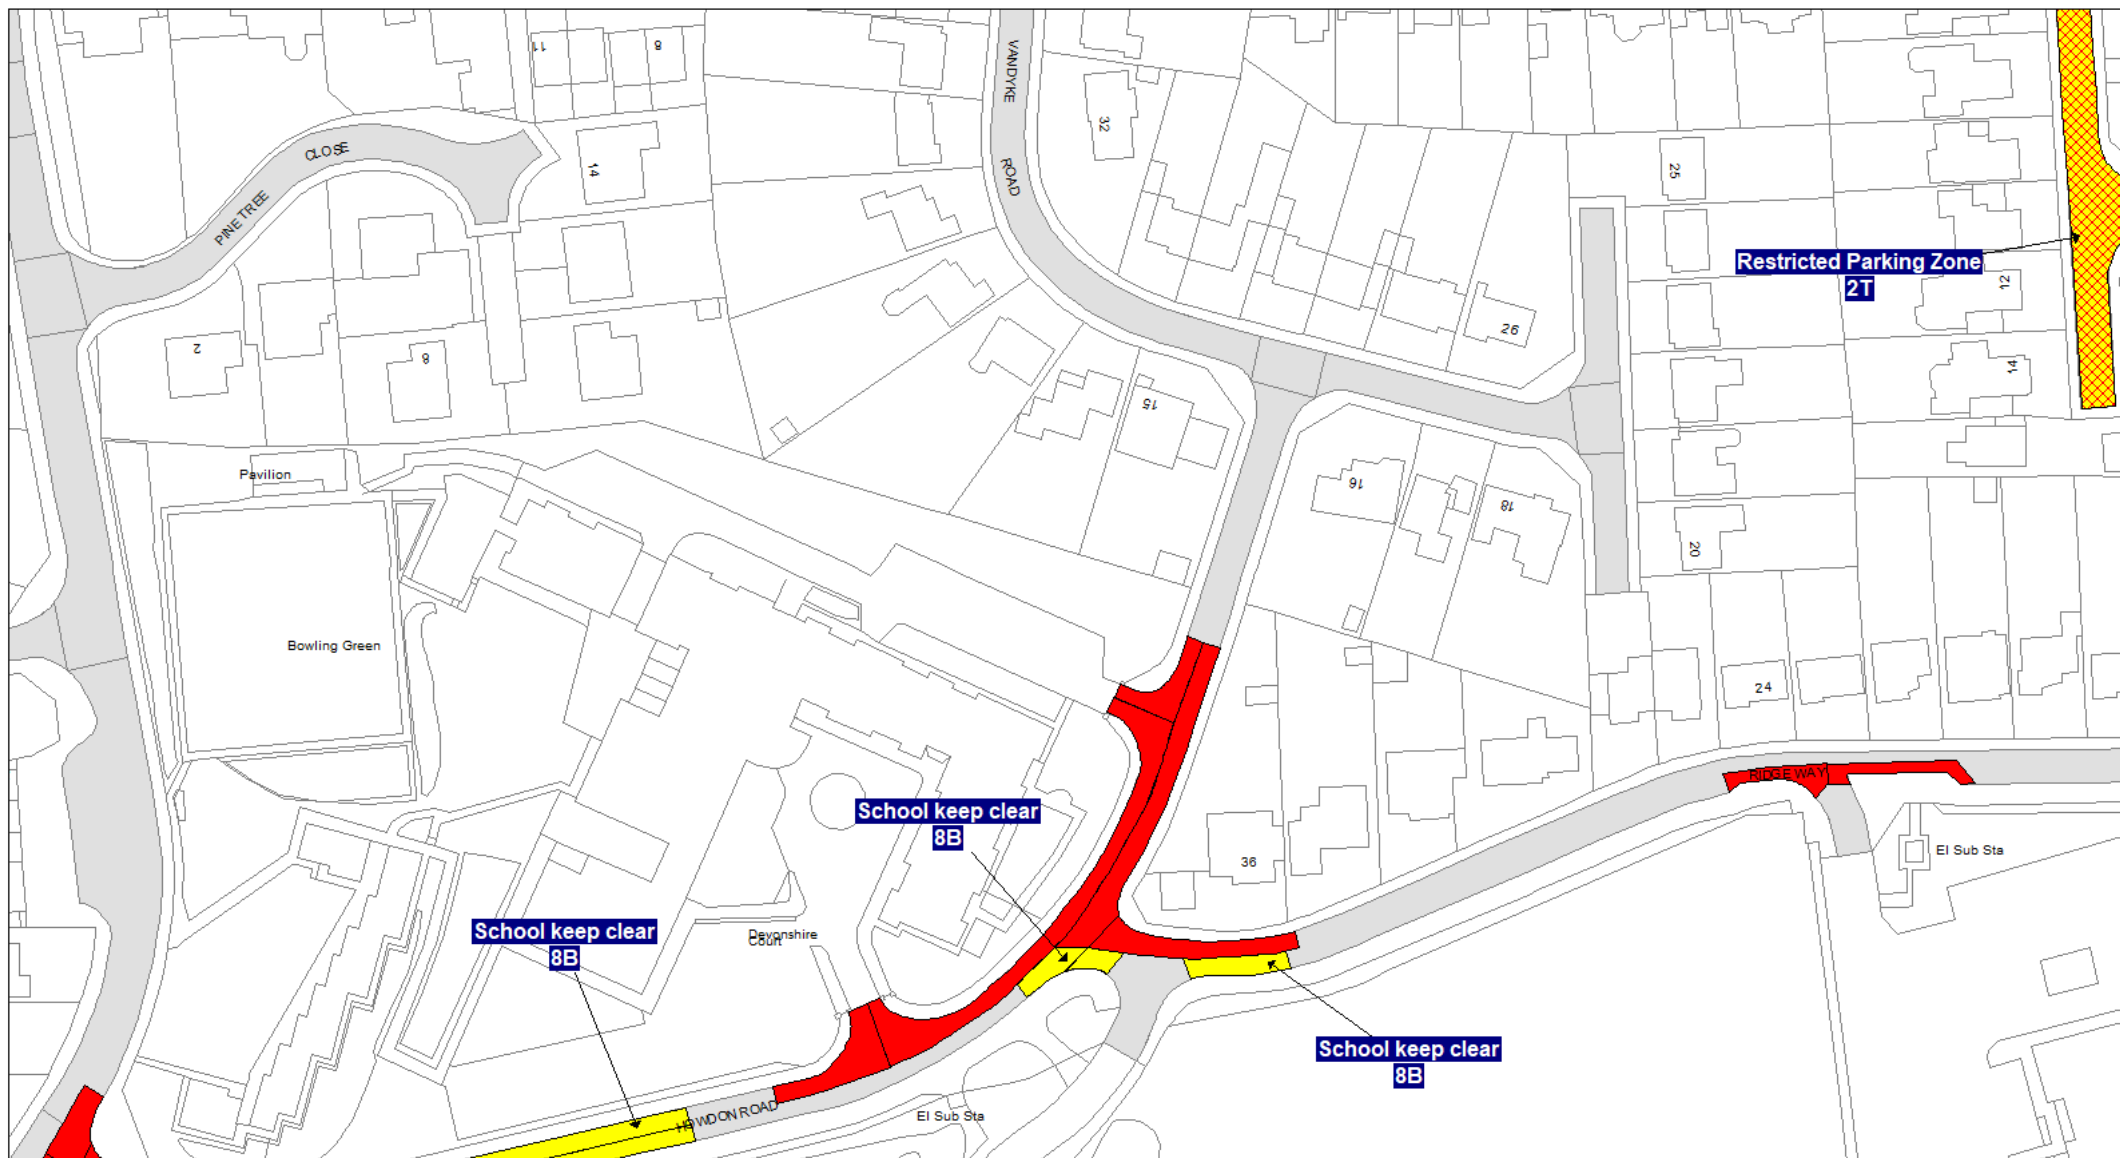 11
8
VANDYKE
ROAD
32
CLOSE
PINE TREE
14
25
Restricted Parking Zone
2T
12
26
2
8
14
15
Pavilion
16
18
20
Bowling Green
24
RIDGE WAY
School keep clear
8B
El Sub Sta
36
School keep clear
8B
Devonshire
Court
School keep clear
8B
HOWDON ROAD
El Sub Sta